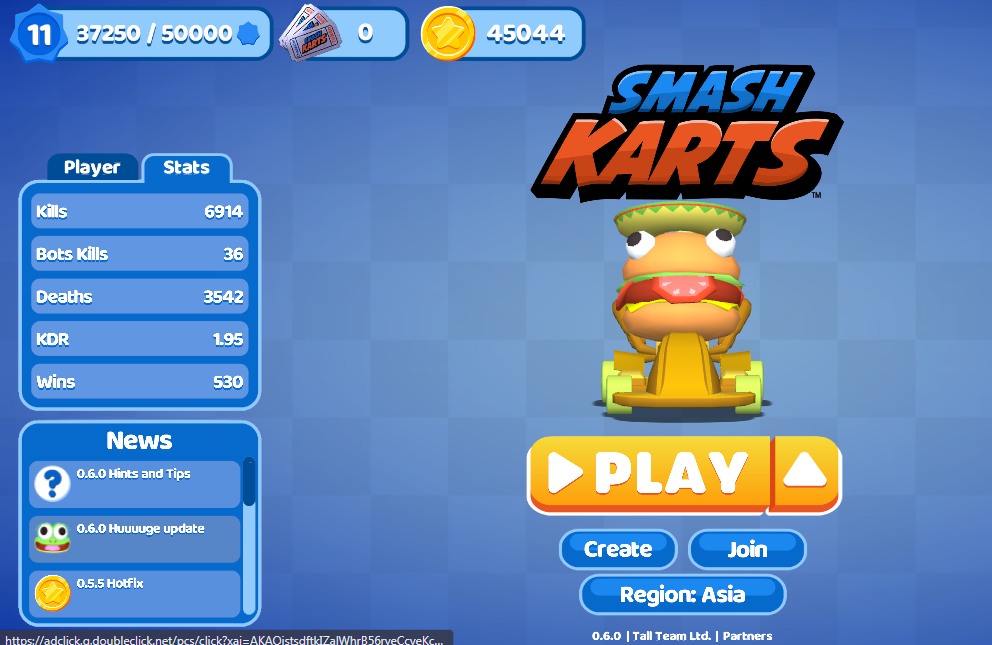 11
37250 / 50000
0
45044
SMASH
KARTS
TM
Player
Stats
Kills 6914
Bots Kills 36
Deaths 3542
KDR 1.95
Wins 530
News
0.6.0 Hints and Tips
0.6.0 Huuuuge update
0.5.5 Hotfix
PLAY
Create
Join
Region: Asia
0.6.0 | Tall Team Ltd. | Partners